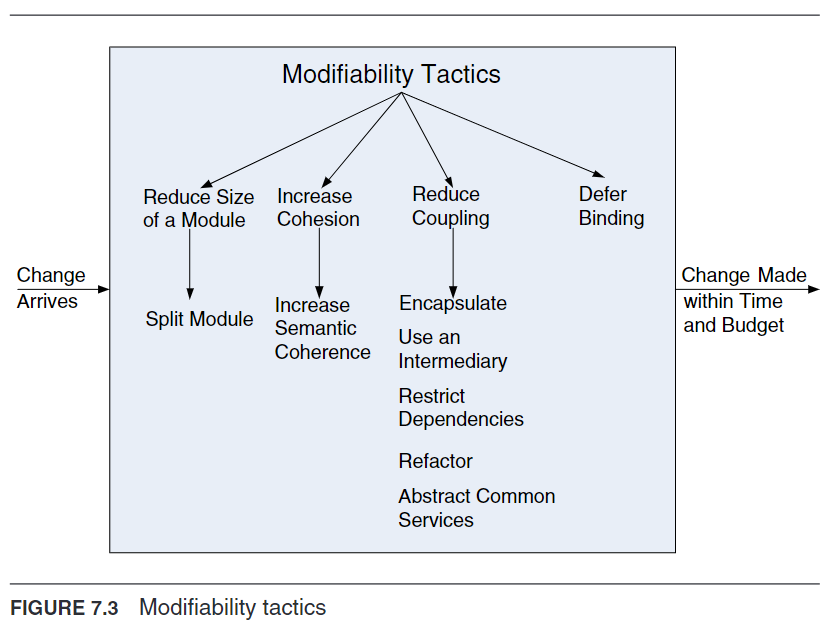 Modifiability Tactics
Reduce Size
of a Module
Increase
Cohesion
Reduce
Coupling
Defer
Binding
Change
Arrives
Split Module
Increase
Semantic
Coherence
Encapsulate
Use an
Intermediary
Restrict
Dependencies
Refactor
Abstract Common
Services
Change Made
within Time
and Budget
FIGURE 7.3 Modifiability tactics